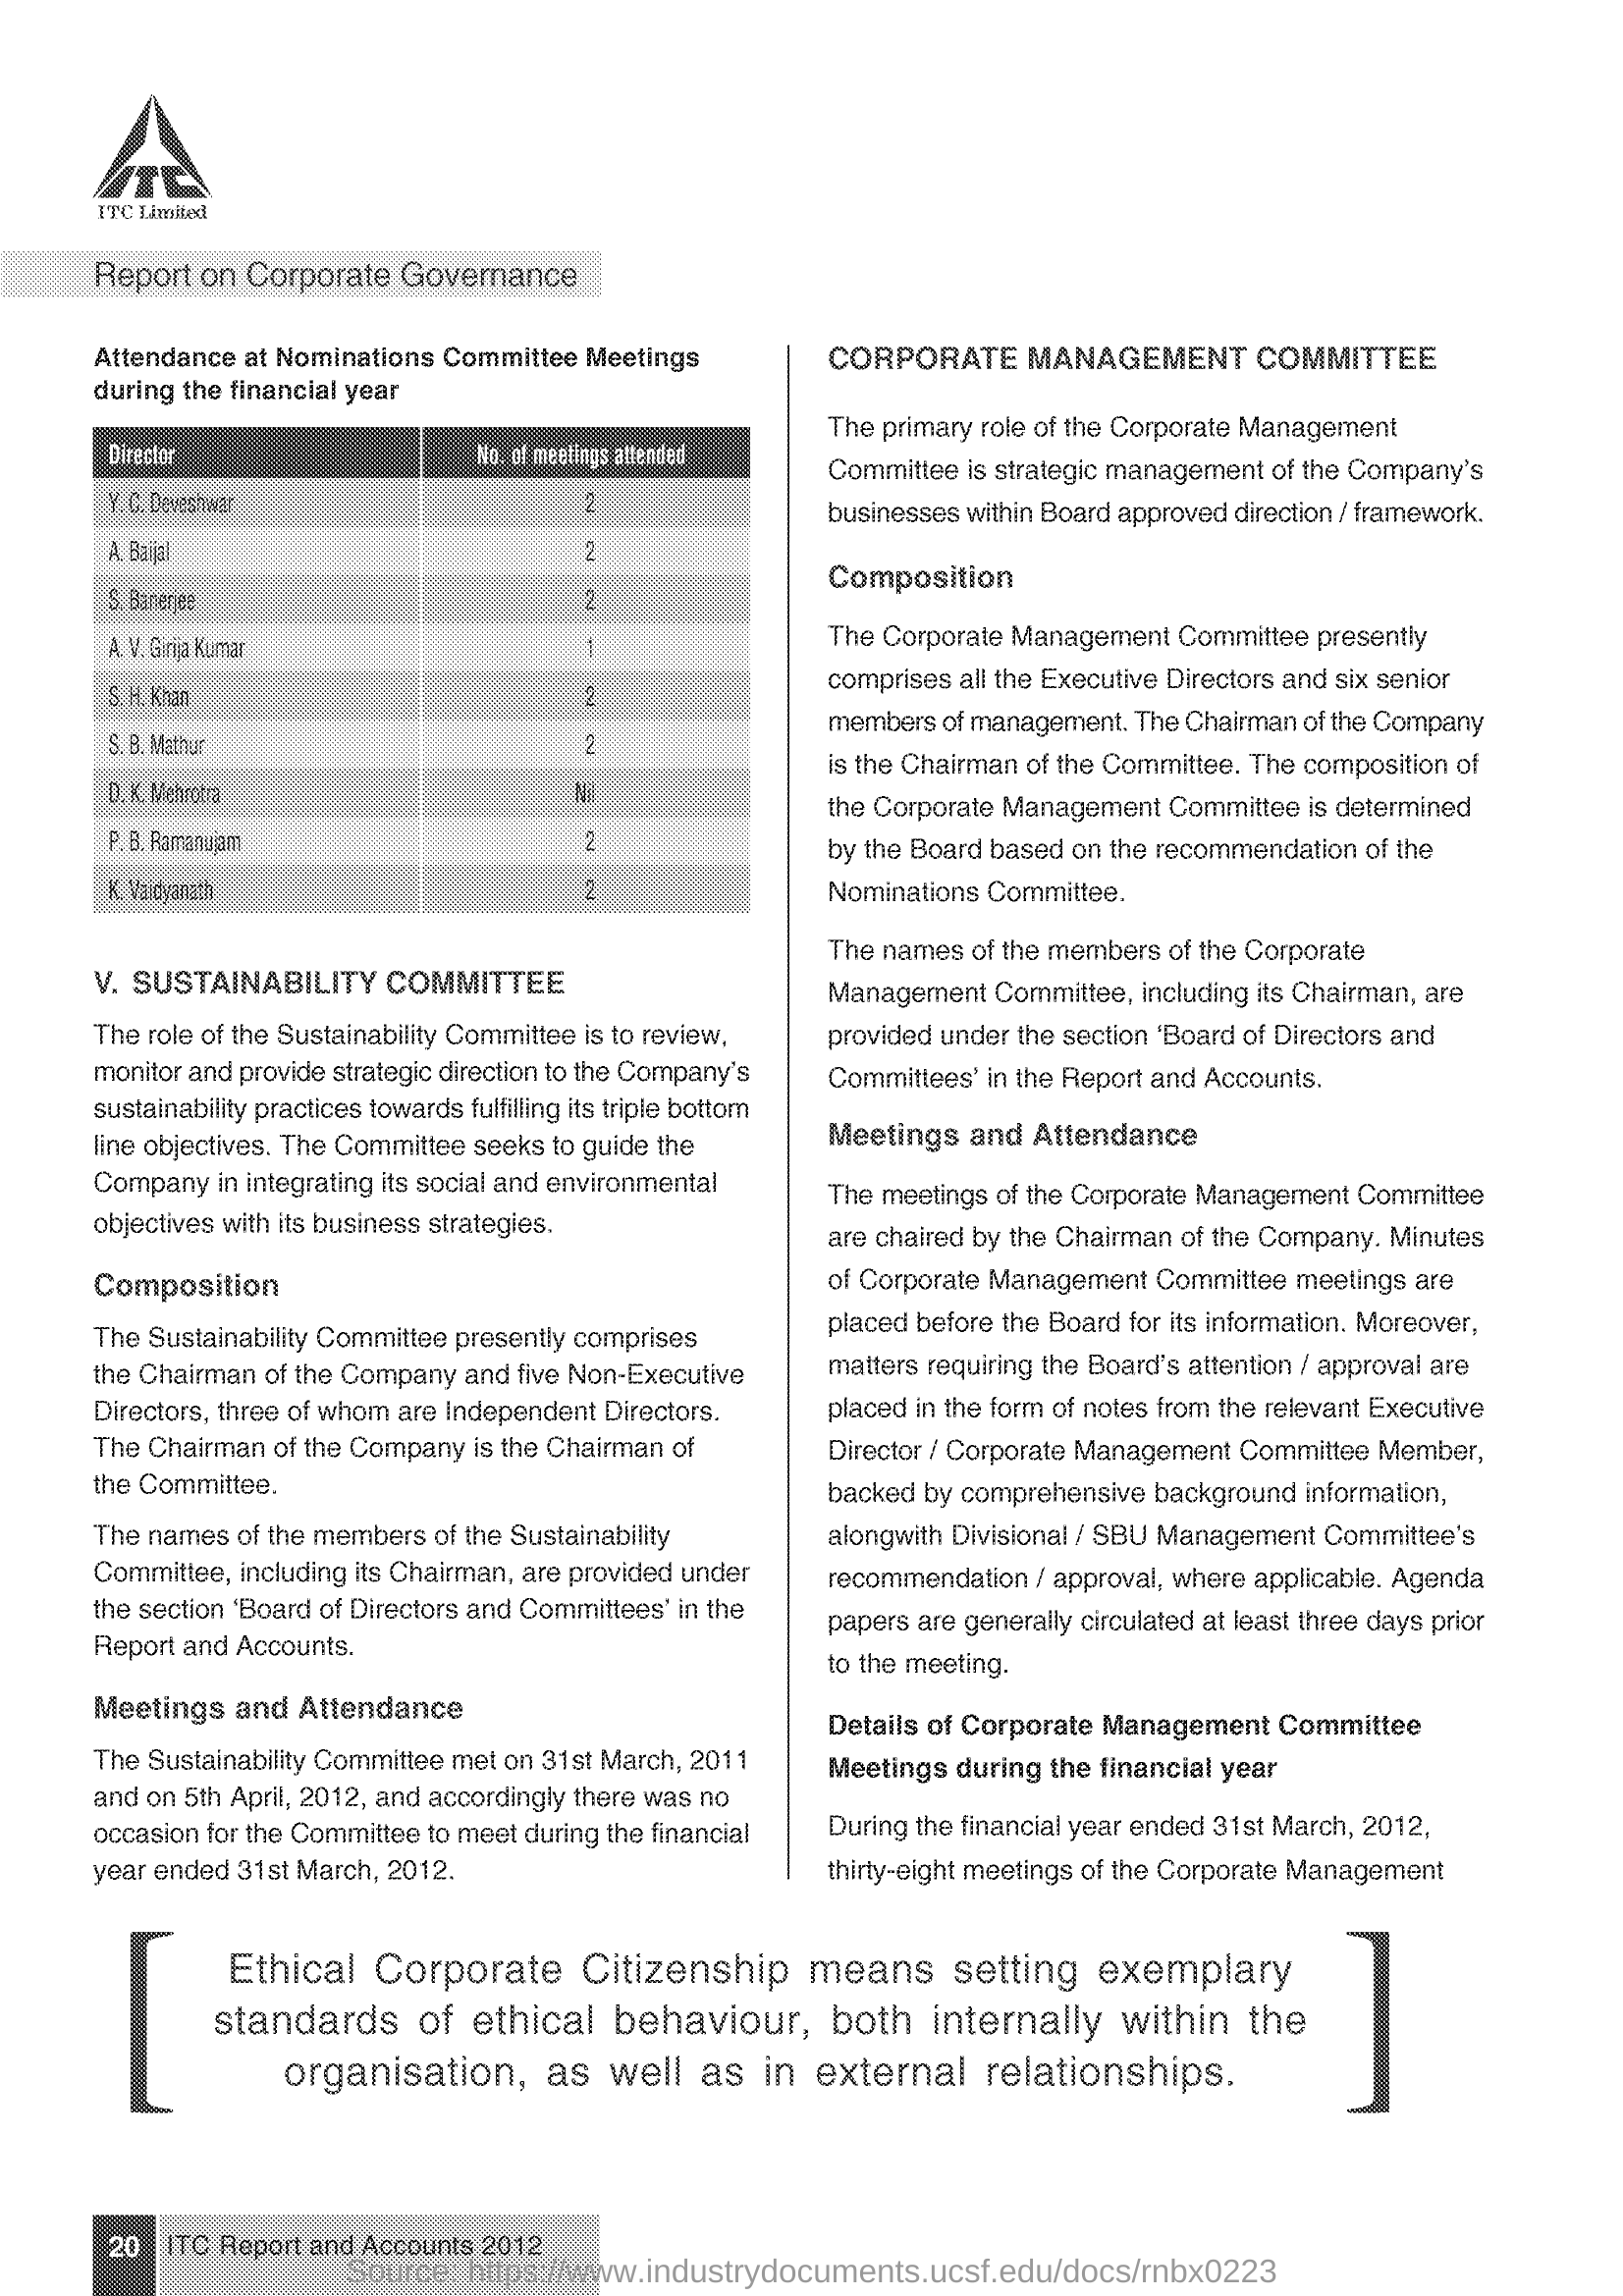 ITC
ITC Limited
Report on Corporate Governance
Attendance at Nominations Committee Meetings
during the financial year
Director No. of meetings attended
Y. C. Deveshwar 2
A. Baijal 2
S. Banerjee 2
A. V. Girija Kumar 1
S. H. Khan 2
S. B. Mathur 2
D. K. Mehrotra Nil
P. B. Ramanujam 2
K. Vaidyanath 2
V. SUSTAINABILITY COMMITTEE
The role of the Sustainability Committee is to review,
monitor and provide strategic direction to the Company's
sustainability practices towards fulfilling its triple bottom
line objectives. The Committee seeks to guide the
Company in integrating its social and environmental
objectives with its business strategies.
Composition
The Sustainability Committee presently comprises
the Chairman of the Company and five Non-Executive
Directors, three of whom are Independent Directors.
The Chairman of the Company is the Chairman of
the Committee.
The names of the members of the Sustainability
Committee, including its Chairman, are provided under
the section 'Board of Directors and Committees' in the
Report and Accounts.
Meetings and Attendance
The Sustainability Committee met on 31st March, 2011
and on 5th April, 2012, and accordingly there was no
occasion for the Committee to meet during the financial
year ended 31st March, 2012.
CORPORATE MANAGEMENT COMMITTEE
The primary role of the Corporate Management
Committee is strategic management of the Company's
businesses within Board approved direction / framework.
Composition
The Corporate Management Committee presently
comprises all the Executive Directors and six senior
members of management. The Chairman of the Company
is the Chairman of the Committee. The composition of
the Corporate Management Committee is determined
by the Board based on the recommendation of the
Nominations Committee.
The names of the members of the Corporate
Management Committee, including its Chairman, are
provided under the section 'Board of Directors and
Committees' in the Report and Accounts.
Meetings and Attendance
The meetings of the Corporate Management Committee
are chaired by the Chairman of the Company. Minutes
of Corporate Management Committee meetings are
placed before the Board for its information. Moreover,
matters requiring the Board's attention / approval are
placed in the form of notes from the relevant Executive
Director / Corporate Management Committee Member,
backed by comprehensive background information,
alongwith Divisional / SBU Management Committee's
recommendation / approval, where applicable. Agenda
papers are generally circulated at least three days prior
to the meeting.
Details of Corporate Management Committee
Meetings during the financial year
During the financial year ended 31st March, 2012,
thirty-eight meetings of the Corporate Management
Ethical Corporate Citizenship means setting exemplary
standards of ethical behaviour, both internally within the
organisation, as well as in external relationships.
20 ITC Report and Accounts 2012
Source: https://www.industrydocuments.ucsf.edu/docs/rnbx0223